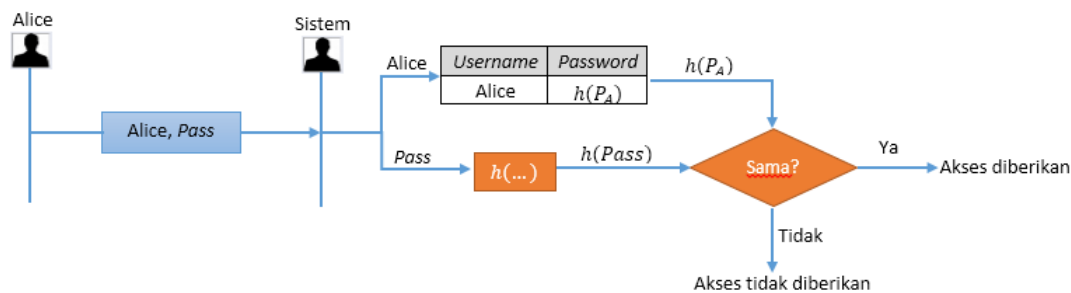 Alice
Sistem
Alice, Pass
Alice
Username Password
Alice h(P_A)
h(P_A)
Pass
h(...)
h(Pass)
Sama?
Ya
Akses diberikan
Tidak
Akses tidak diberikan